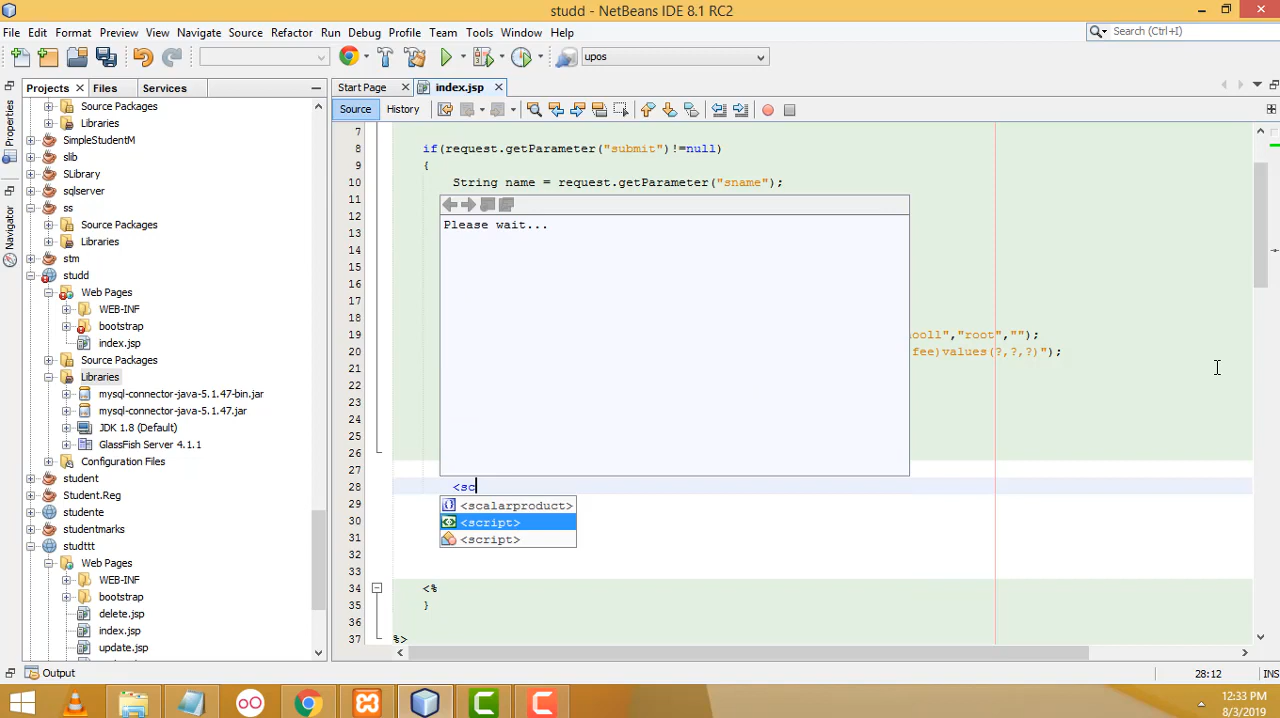 studd - NetBeans IDE 8.1 RC2
File Edit Format Preview View Navigate Source Refactor Run Debug Profile Team Tools Window Help
Search (Ctrl+I)
upos
Projects Files Services
Start Page index.jsp
Source History
Properties
Navigator
Source Packages
Libraries
SimpleStudentM
slib
SLibrary
sqlserver
ss
Source Packages
Libraries
stm
studd
Web Pages
WEB-INF
bootstrap
index.jsp
Source Packages
Libraries
mysql-connector-java-5.1.47-bin.jar
mysql-connector-java-5.1.47.jar
JDK 1.8 (Default)
GlassFish Server 4.1.1
Configuration Files
student
Student.Reg
studente
studentmarks
studttt
Web Pages
WEB-INF
bootstrap
delete.jsp
index.jsp
update.jsp
7
8 if(request.getParameter("submit")!=null)
9 {
10 String name = request.getParameter("sname");
11
12
13
14
15
16
17
18
19 ooll","root","");
20 fee)values(?,?,?)");
21
22
23
24
25
26
27
28 <sc
29
30
31
32
33
34 <%
35 }
36
37 %>
Please wait...
<scalarproduct>
<script>
<script>
Output
28:12 INS
12:33 PM
8/3/2019